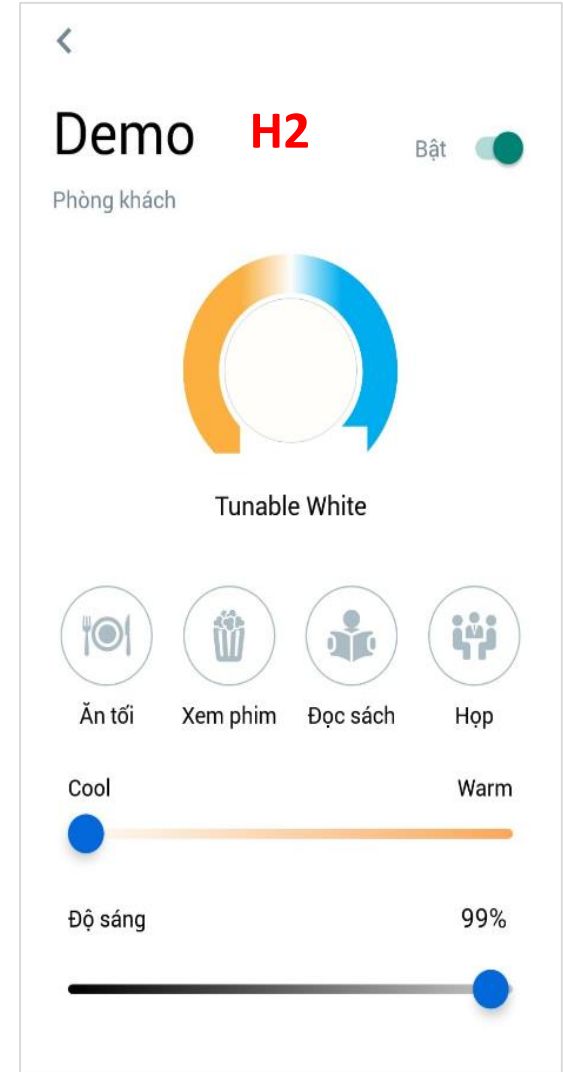 Demo H2
Bật
Phòng khách
Tunable White
Ăn tối Xem phim Đọc sách Họp
Cool Warm
Độ sáng 99%